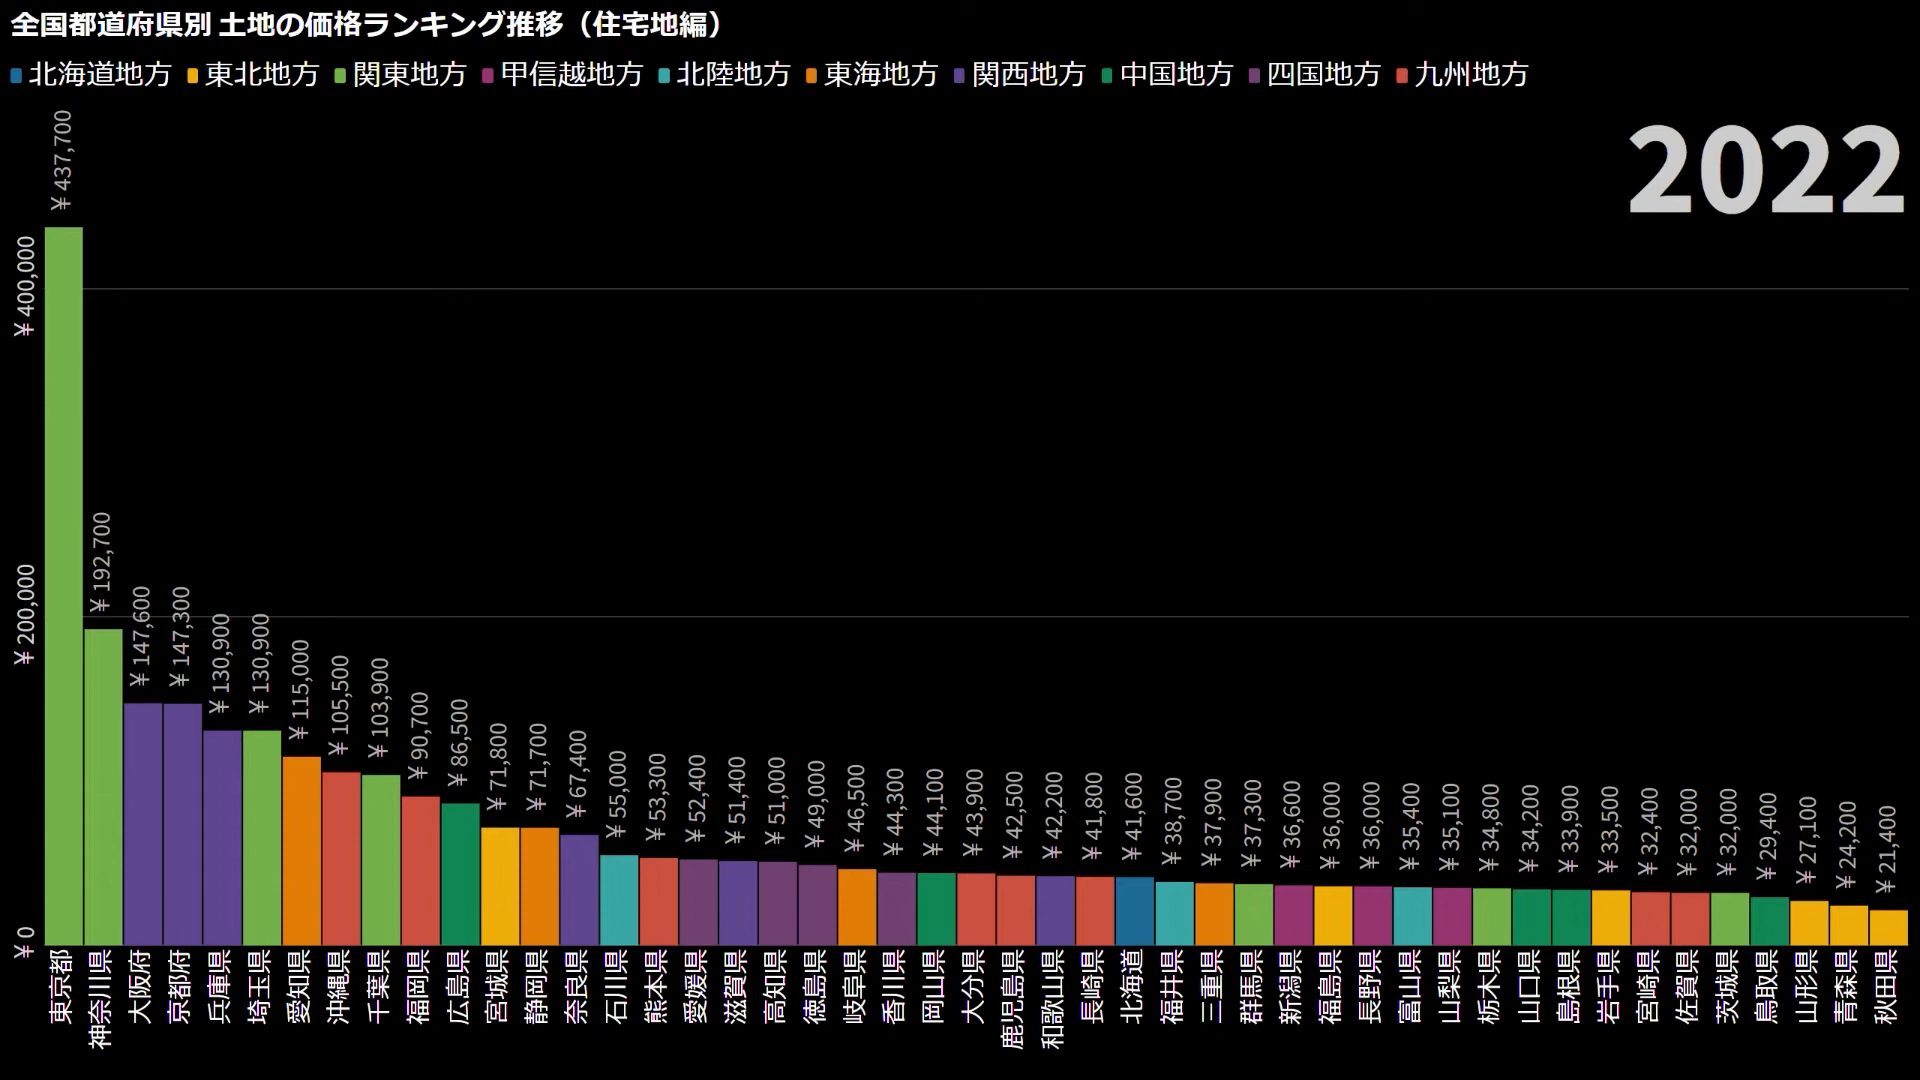 全国都道府県別 土地の価格ランキング推移（住宅地編）
北海道地方 東北地方 関東地方 甲信越地方 北陸地方 東海地方 関西地方 中国地方 四国地方 九州地方
2022
¥ 400,000
¥ 200,000
¥ 0
¥ 437,700
¥ 192,700
¥ 147,600
¥ 147,300
¥ 130,900
¥ 130,900
¥ 115,000
¥ 105,500
¥ 103,900
¥ 90,700
¥ 86,500
¥ 71,800
¥ 71,700
¥ 67,400
¥ 55,000
¥ 53,300
¥ 52,400
¥ 51,400
¥ 51,000
¥ 49,000
¥ 46,500
¥ 44,300
¥ 44,100
¥ 43,900
¥ 42,500
¥ 42,200
¥ 41,800
¥ 41,600
¥ 38,700
¥ 37,900
¥ 37,300
¥ 36,600
¥ 36,000
¥ 36,000
¥ 35,400
¥ 35,100
¥ 34,800
¥ 34,200
¥ 33,900
¥ 33,500
¥ 32,400
¥ 32,000
¥ 32,000
¥ 29,400
¥ 27,100
¥ 24,200
¥ 21,400
東京都
神奈川県
大阪府
京都府
兵庫県
埼玉県
愛知県
沖縄県
千葉県
福岡県
広島県
宮城県
静岡県
奈良県
石川県
熊本県
愛媛県
滋賀県
高知県
徳島県
岐阜県
香川県
岡山県
大分県
鹿児島県
和歌山県
長崎県
北海道
福井県
三重県
群馬県
新潟県
福島県
長野県
富山県
山梨県
栃木県
山口県
島根県
岩手県
宮崎県
佐賀県
茨城県
鳥取県
山形県
青森県
秋田県